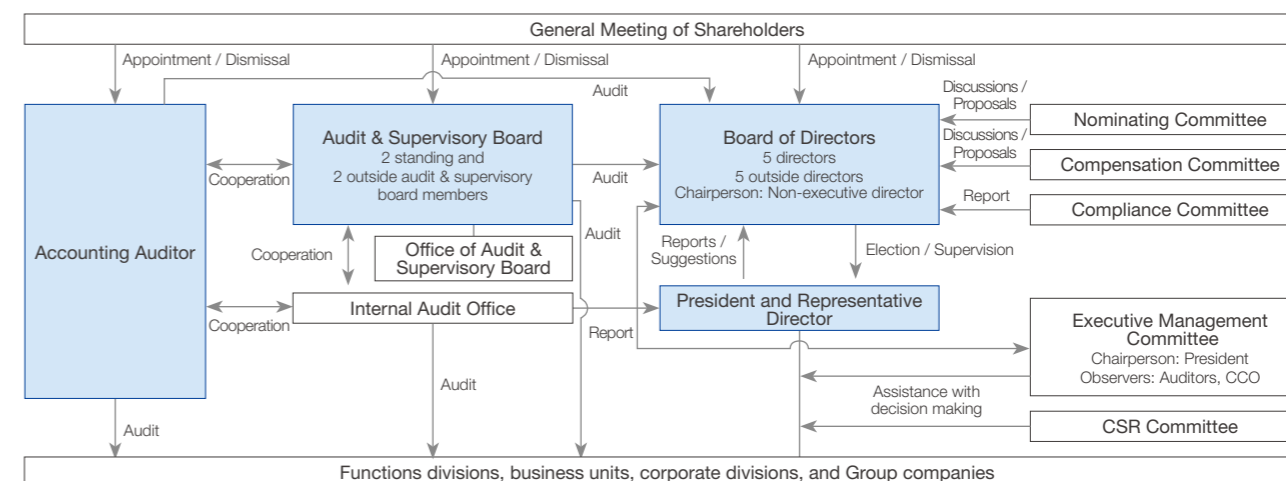 General Meeting of Shareholders
Appointment / Dismissal
Appointment / Dismissal
Appointment / Dismissal
Audit
Discussions /
Proposals
Nominating Committee
Discussions /
Proposals
Compensation Committee
Report
Compliance Committee
Accounting Auditor
Cooperation
Audit & Supervisory Board
2 standing and
2 outside audit & supervisory
board members
Audit
Board of Directors
5 directors
5 outside directors
Chairperson: Non-executive director
Cooperation
Office of Audit &
Supervisory Board
Audit
Reports /
Suggestions
Election / Supervision
Cooperation
Internal Audit Office
Report
President and Representative
Director
Executive Management
Committee
Chairperson: President
Observers: Auditors, CCO
Assistance with
decision making
CSR Committee
Audit
Audit
Functions divisions, business units, corporate divisions, and Group companies